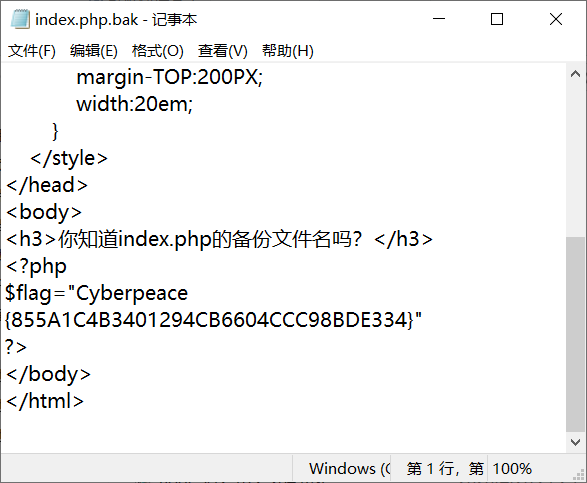 index.php.bak - 记事本
文件(F) 编辑(E) 格式(O) 查看(V) 帮助(H)
margin-TOP:200PX;
width:20em;
}
</style>
</head>
<body>
<h3>你知道index.php的备份文件名吗？</h3>
<?php
$flag="Cyberpeace
{855A1C4B3401294CB6604CCC98BDE334}"
?>
</body>
</html>
Windows (C 第 1 行，第 100%